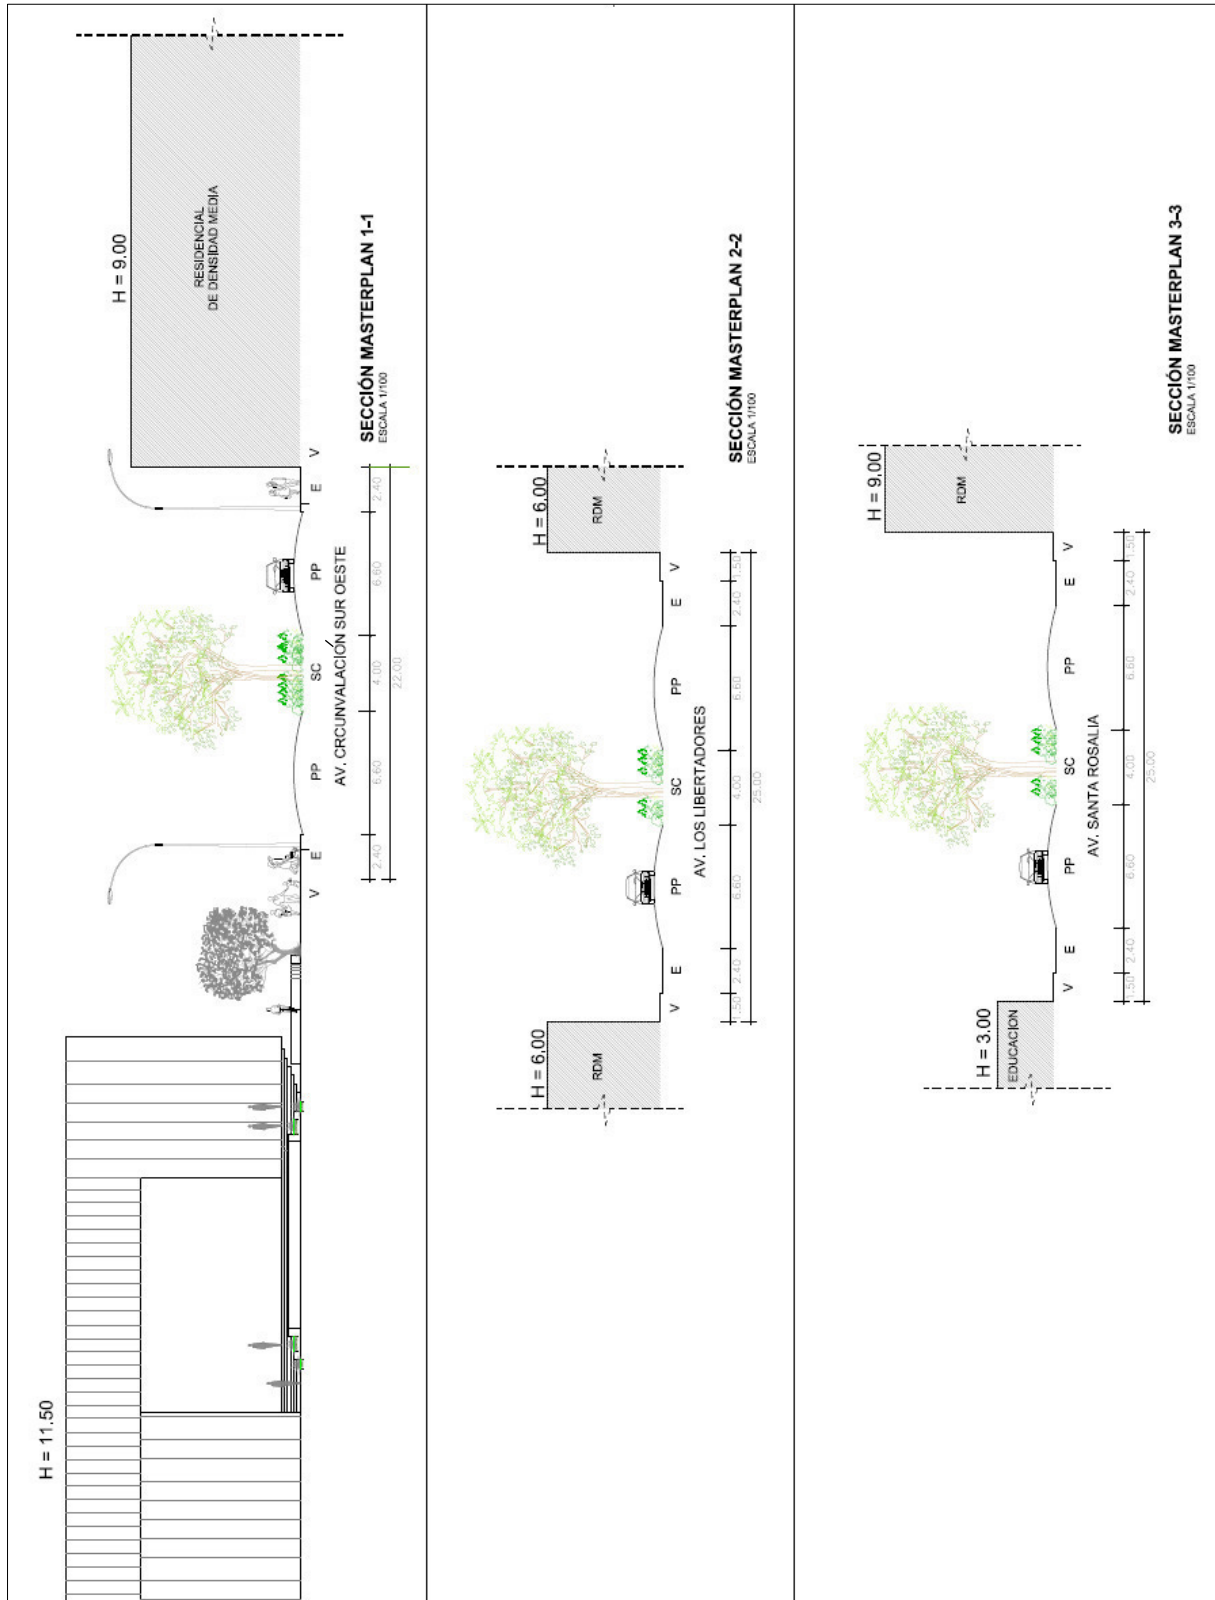 H = 11.50
H = 9.00
RESIDENCIAL
DE DENSIDAD MEDIA
V
E
PP
SC
PP
E
V
AV. CRCUNVALACIÓN SUR OESTE
2.40
6.60
4.00
6.60
2.40
22.00
SECCIÓN MASTERPLAN 1-1
ESCALA 1/100
H = 6.00
RDM
H = 6.00
RDM
V
E
PP
SC
PP
E
V
AV. LOS LIBERTADORES
1.50
2.40
6.60
4.00
6.60
2.40
1.50
25.00
SECCIÓN MASTERPLAN 2-2
ESCALA 1/100
H = 3.00
EDUCACION
H = 9.00
RDM
V
E
PP
SC
PP
E
V
AV. SANTA ROSALIA
1.50
2.40
6.60
4.00
6.60
2.40
1.50
25.00
SECCIÓN MASTERPLAN 3-3
ESCALA 1/100